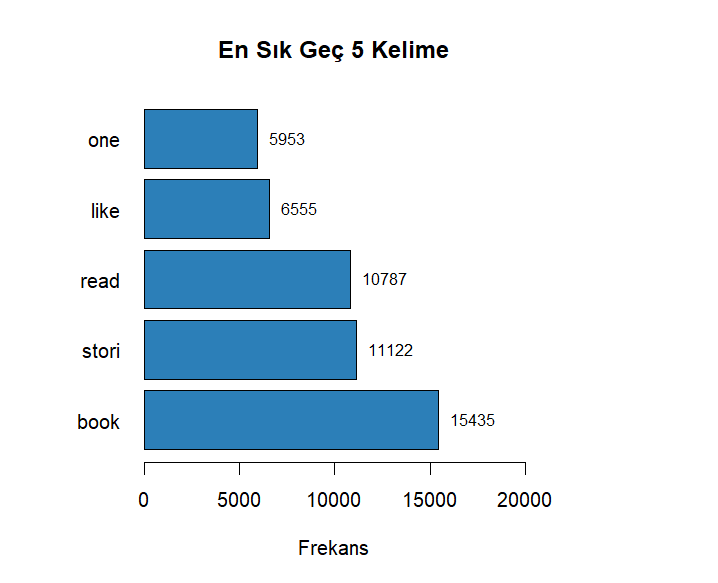 En Sık Geç 5 Kelime
one 5953
like 6555
read 10787
stori 11122
book 15435
0 5000 10000 15000 20000
Frekans